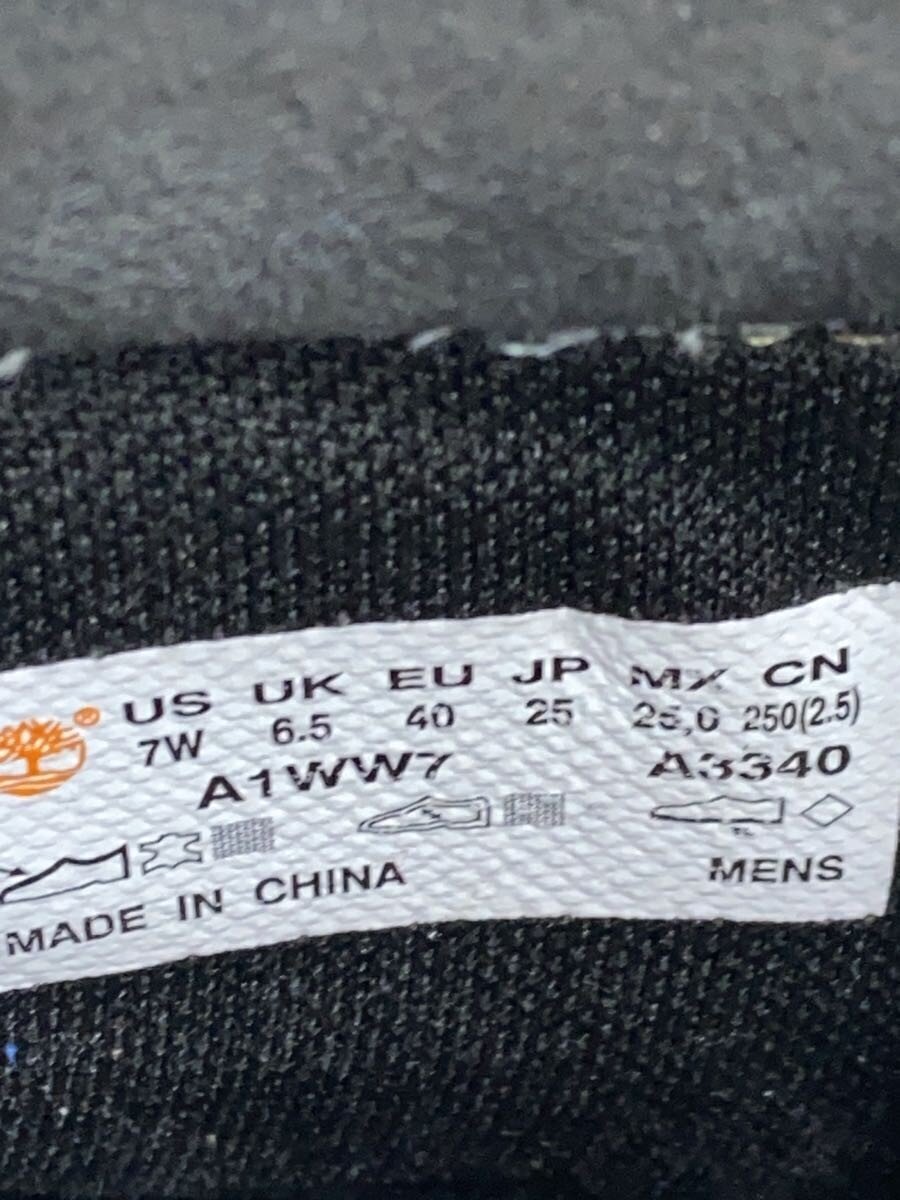 US UK EU JP MX CN
7W 6.5 40 25 25,0 250(2.5)
A1WW7 A3340
TL
MADE IN CHINA MENS